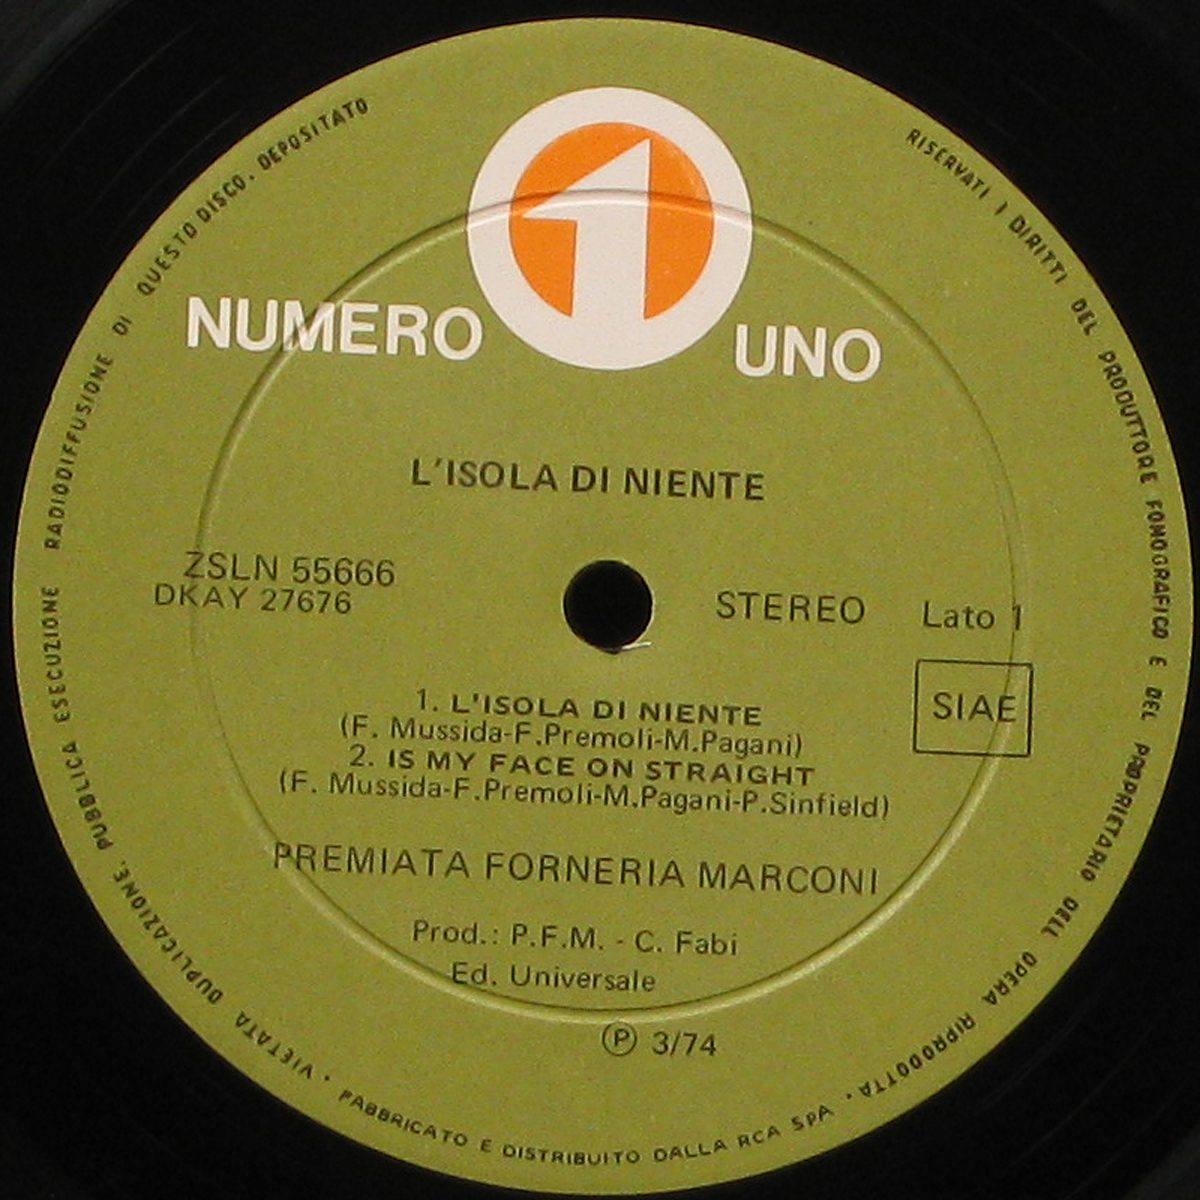 1
NUMERO UNO
L'ISOLA DI NIENTE
ZSLN 55666
DKAY 27676
STEREO
Lato 1
SIAE
1. L'ISOLA DI NIENTE
(F. Mussida-F.Premoli-M.Pagani)
2. IS MY FACE ON STRAIGHT
(F. Mussida-F.Premoli-M.Pagani-P.Sinfield)
PREMIATA FORNERIA MARCONI
Prod.: P.F.M. - C. Fabi
Ed. Universale
Ⓟ 3/74
RISERVATI I DIRITTI DEL PRODUTTORE FONOGRAFICO E DEL PROPRIETARIO DELL OPERA RIPRODOTTA · FABBRICATO E DISTRIBUITO DALLA RCA SPA · VIETATA DUPLICAZIONE, PUBBLICA ESECUZIONE RADIODIFFUSIONE DI QUESTO DISCO. DEPOSITATO